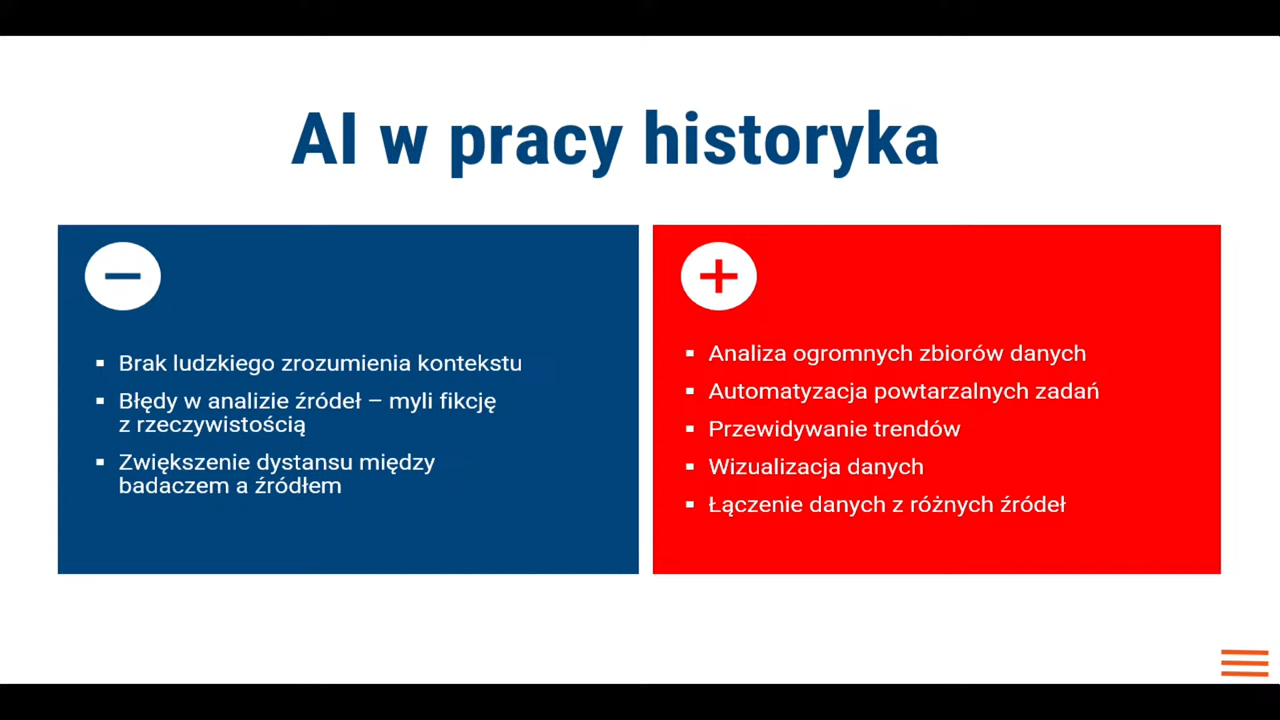 AI w pracy historyka
Brak ludzkiego zrozumienia kontekstu
Błędy w analizie źródeł – myli fikcję
z rzeczywistością
Zwiększenie dystansu między
badaczem a źródłem
Analiza ogromnych zbiorów danych
Automatyzacja powtarzalnych zadań
Przewidywanie trendów
Wizualizacja danych
Łączenie danych z różnych źródeł